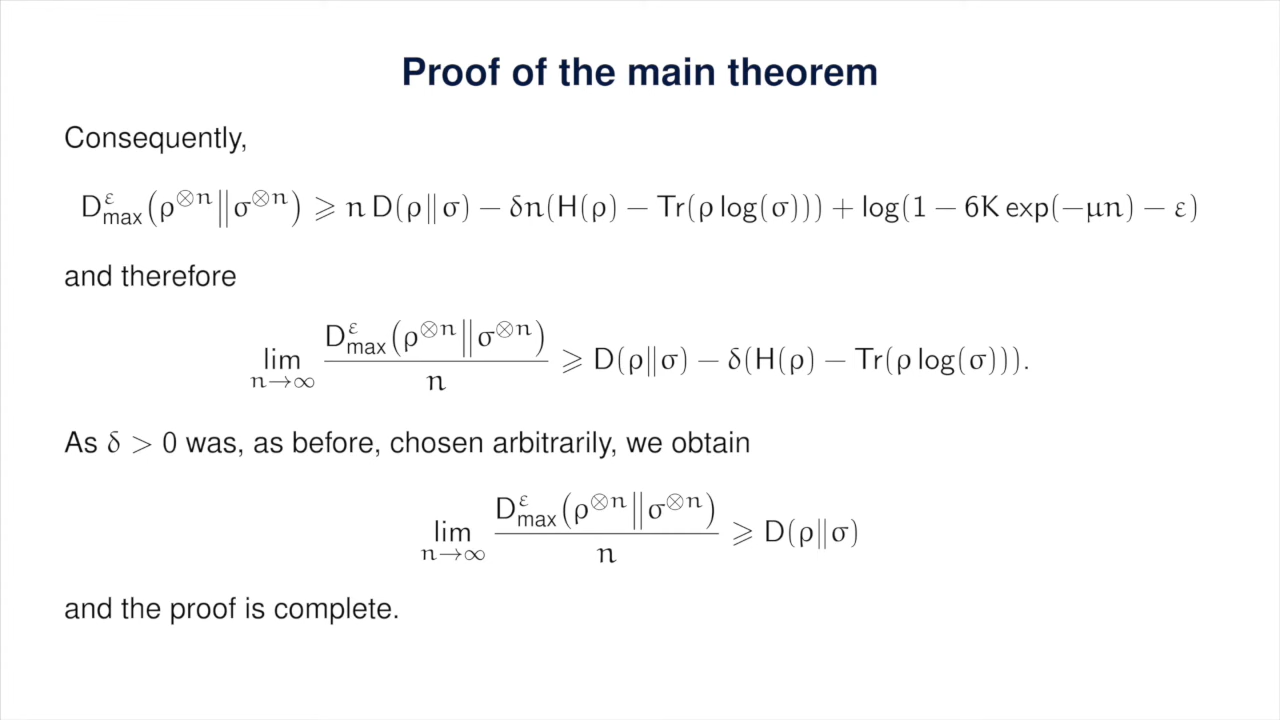 Proof of the main theorem
Consequently,
D^ε_max(ρ^⊗n‖σ^⊗n) ⩾ n D(ρ‖σ) − δn(H(ρ) − Tr(ρ log(σ))) + log(1 − 6K exp(−μn) − ε)
and therefore
lim_{n→∞} D^ε_max(ρ^⊗n‖σ^⊗n) / n ⩾ D(ρ‖σ) − δ(H(ρ) − Tr(ρ log(σ))).
As δ > 0 was, as before, chosen arbitrarily, we obtain
lim_{n→∞} D^ε_max(ρ^⊗n‖σ^⊗n) / n ⩾ D(ρ‖σ)
and the proof is complete.